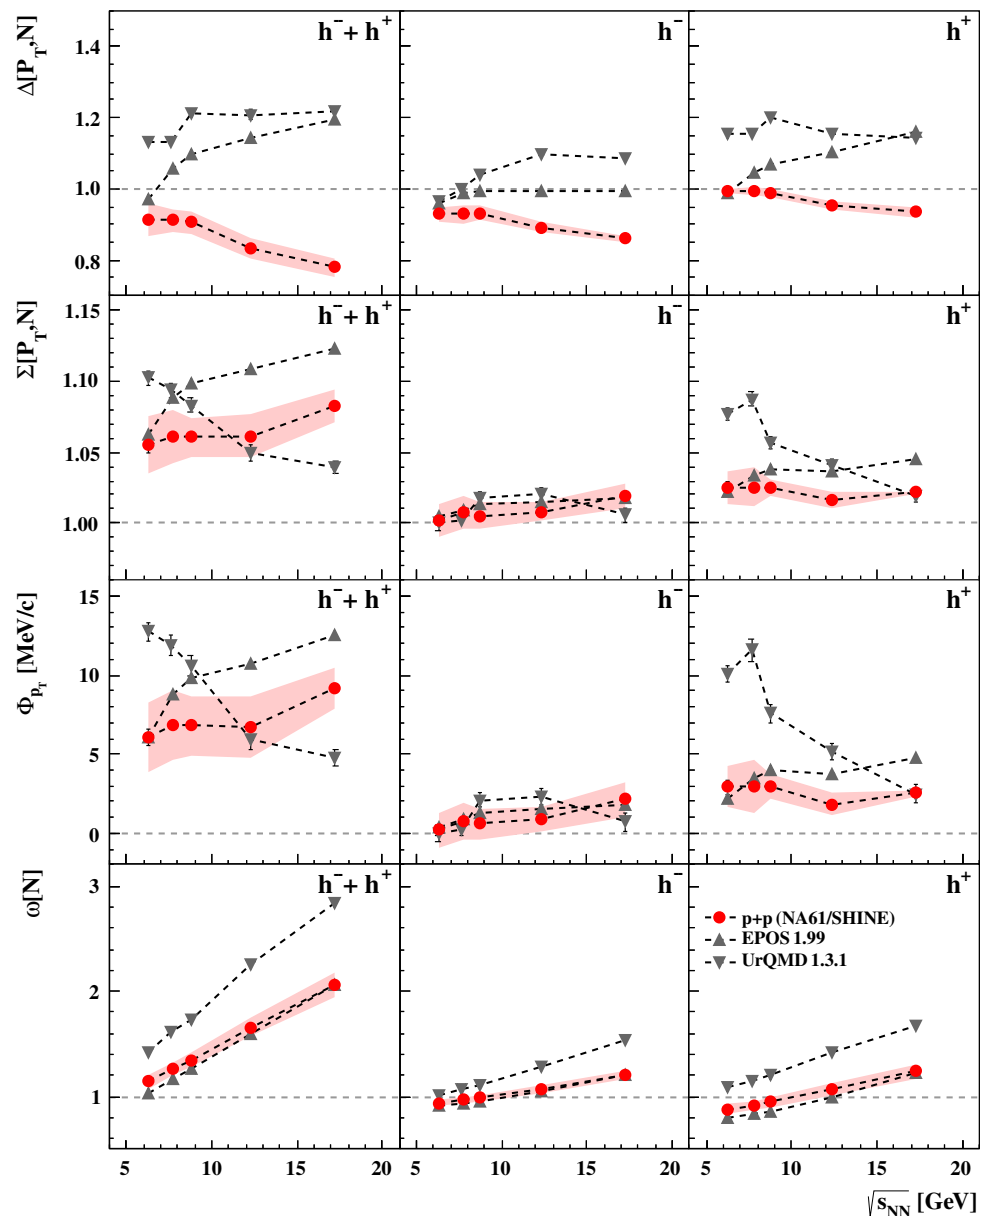 Δ[P_T,N]
1.4
1.2
1.0
0.8
h⁻+ h⁺
h⁻
h⁺
Σ[P_T,N]
1.15
1.10
1.05
1.00
h⁻+ h⁺
h⁻
h⁺
Φ_{p_T} [MeV/c]
15
10
5
0
h⁻+ h⁺
h⁻
h⁺
ω[N]
3
2
1
h⁻+ h⁺
h⁻
h⁺
p+p (NA61/SHINE)
EPOS 1.99
UrQMD 1.3.1
5 10 15 20 5 10 15 20 5 10 15 20
√s_NN [GeV]